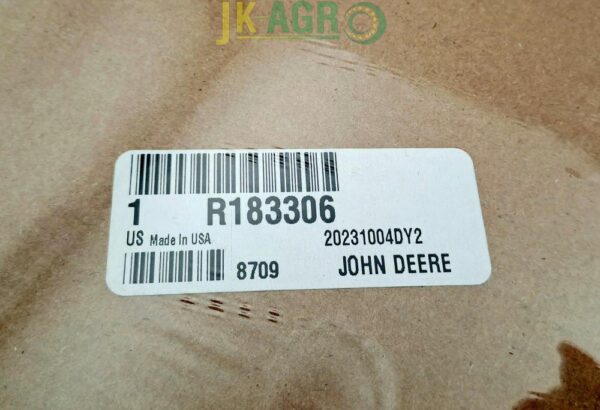 JK AGRO
1 R183306
US Made In USA 20231004DY2
8709 JOHN DEERE